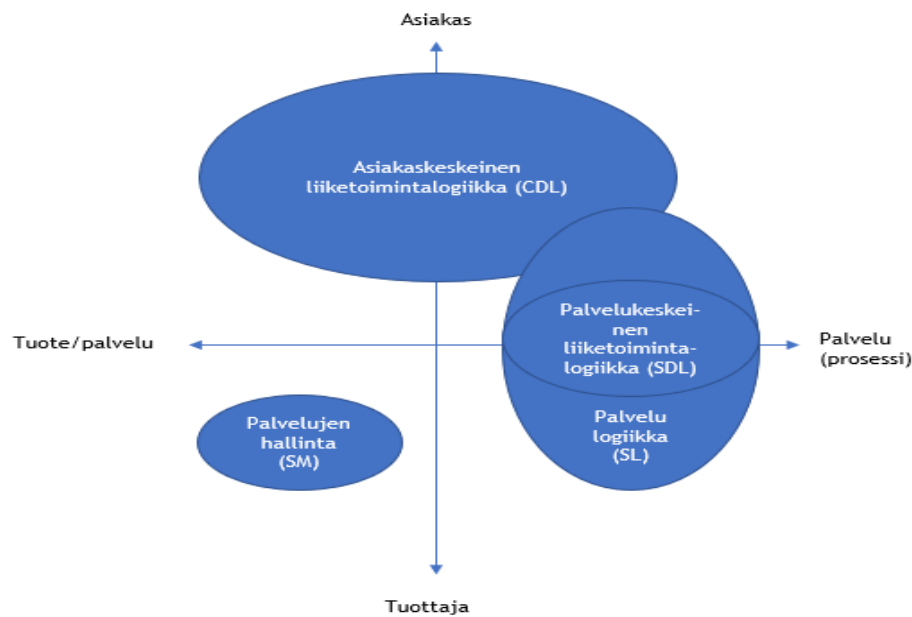 Asiakas
Asiakaskeskeinen
liiketoimintalogiikka (CDL)
Palvelukeskei-
nen
liiketoiminta-
logiikka (SDL)
Tuote/palvelu
Palvelu
(prosessi)
Palvelujen
hallinta
(SM)
Palvelu
logiikka
(SL)
Tuottaja